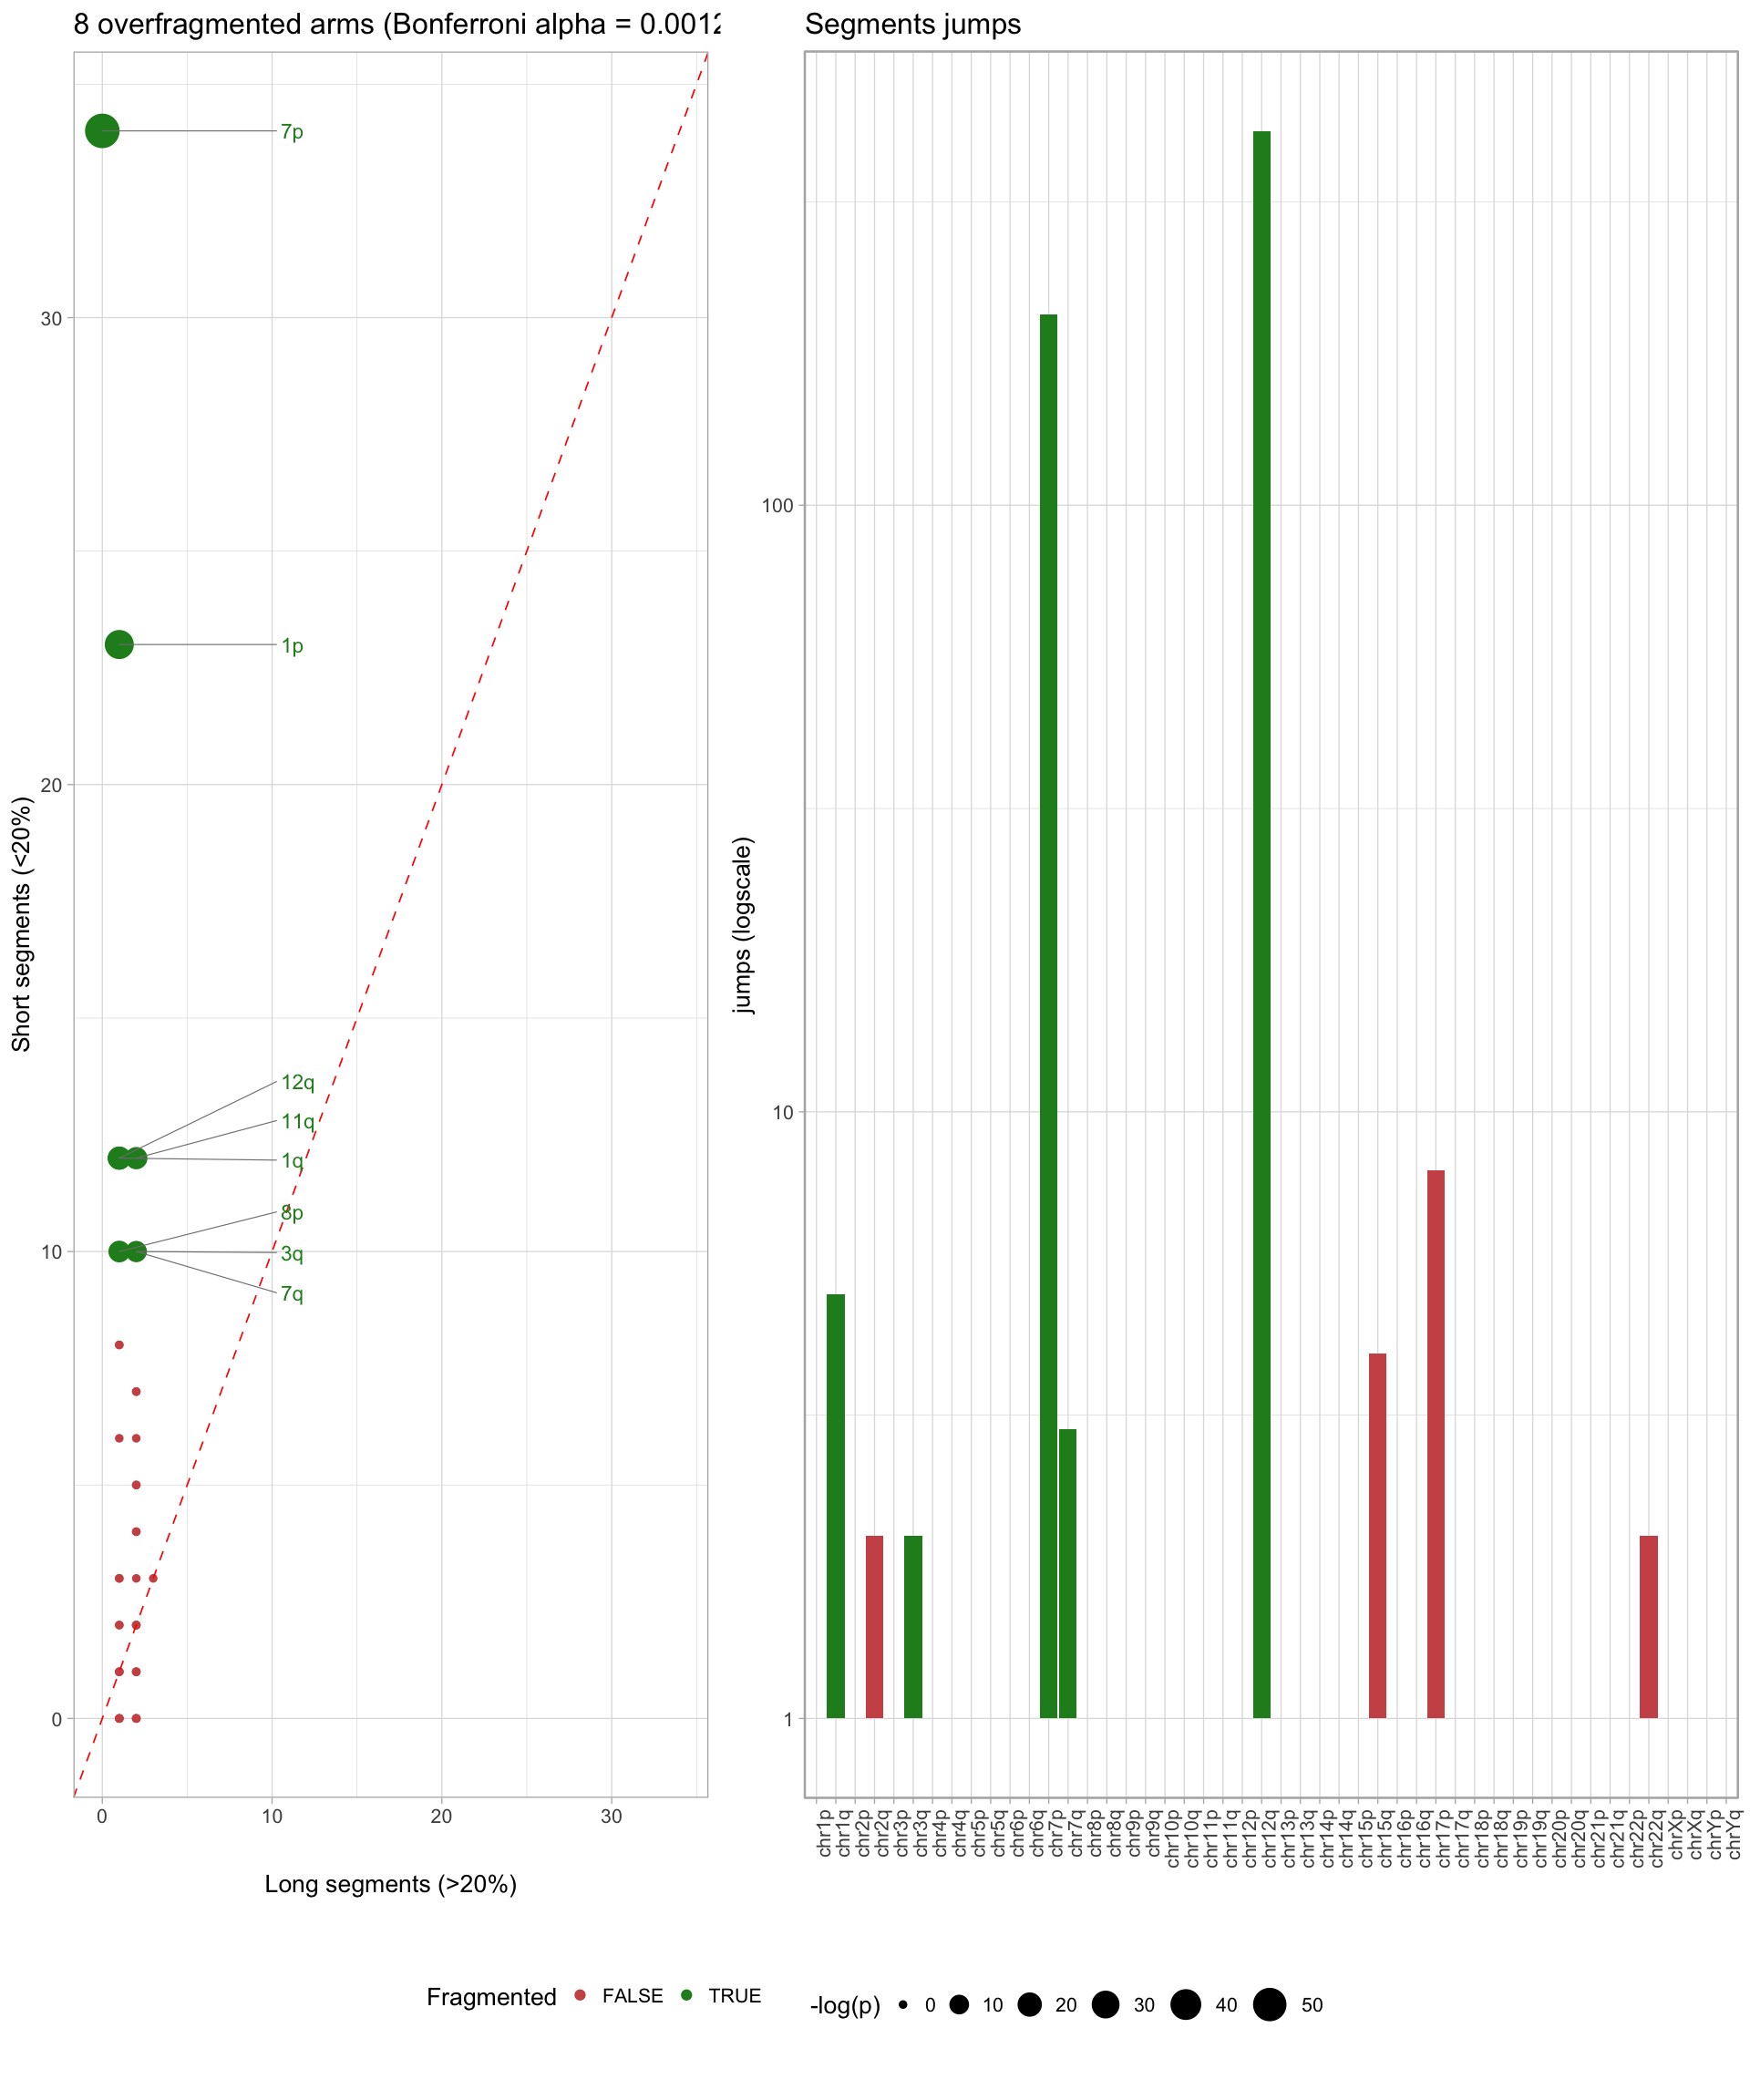 8 overfragmented arms (Bonferroni alpha = 0.0012
Short segments (<20%)
30
20
10
0
7p
1p
12q
11q
1q
8p
3q
7q
0 10 20 30
Long segments (>20%)
Segments jumps
jumps (logscale)
100
10
1
chr1p
chr1q
chr2p
chr2q
chr3p
chr3q
chr4p
chr4q
chr5p
chr5q
chr6p
chr6q
chr7p
chr7q
chr8p
chr8q
chr9p
chr9q
chr10p
chr10q
chr11p
chr11q
chr12p
chr12q
chr13p
chr13q
chr14p
chr14q
chr15p
chr15q
chr16p
chr16q
chr17p
chr17q
chr18p
chr18q
chr19p
chr19q
chr20p
chr20q
chr21p
chr21q
chr22p
chr22q
chrXp
chrXq
chrYp
chrYq
Fragmented FALSE TRUE
-log(p) 0 10 20 30 40 50